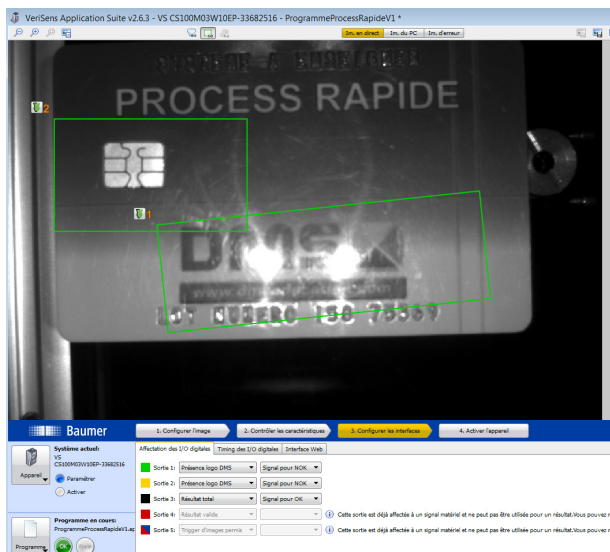 VeriSens Application Suite v2.6.3 - VS CS100M03W10EP-33682516 - ProgrammeProcessRapideV1 *
Im. en direct Im. du PC Im. d'erreur
SYSTEME A
PROCESS RAPIDE
2
1
DMS
www.
NUMERO ISO
Baumer
1. Configurer l'image 2. Contrôler les caractéristiques 3. Configurer les interfaces 4. Activer l'appareil
Système actuel:
VS
CS100M03W10EP-33682516
Appareil
Paramétrer
Activer
Programme en cours:
ProgrammeProcessRapideV1.ap
Programme
OK
Affectation des I/O digitales Timing des I/O digitales Interface Web
Sortie 1: Présence logo DMS Signal pour NOK
Sortie 2: Présence logo DMS Signal pour NOK
Sortie 3: Résultat total Signal pour OK
Sortie 4: Résultat valide Cette sortie est déjà affectée à un signal matériel et ne peut pas être utilisée pour un résultat.Vous pouvez
Sortie 5: Trigger d'images permis Cette sortie est déjà affectée à un signal matériel et ne peut pas être utilisée pour un résultat.Vous pouvez